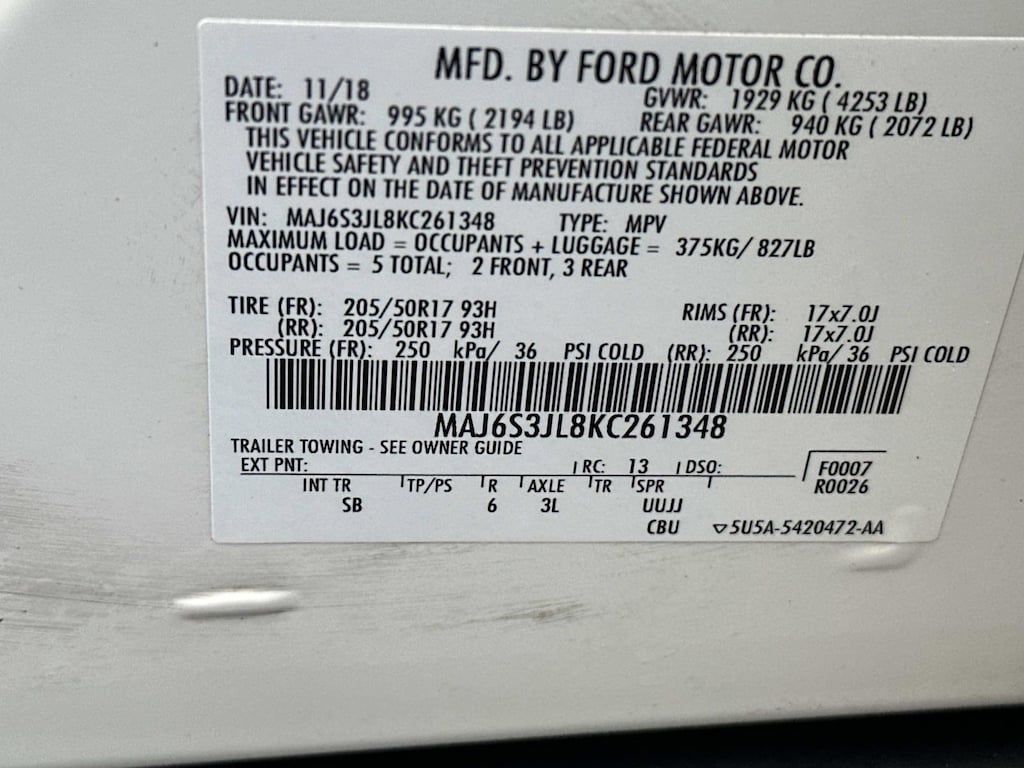 MFD. BY FORD MOTOR CO.
DATE: 11/18 GVWR: 1929 KG ( 4253 LB)
FRONT GAWR: 995 KG ( 2194 LB) REAR GAWR: 940 KG ( 2072 LB)
THIS VEHICLE CONFORMS TO ALL APPLICABLE FEDERAL MOTOR
VEHICLE SAFETY AND THEFT PREVENTION STANDARDS
IN EFFECT ON THE DATE OF MANUFACTURE SHOWN ABOVE.
VIN: MAJ6S3JL8KC261348 TYPE: MPV
MAXIMUM LOAD = OCCUPANTS + LUGGAGE = 375KG/ 827LB
OCCUPANTS = 5 TOTAL; 2 FRONT, 3 REAR
TIRE (FR): 205/50R17 93H RIMS (FR): 17x7.0J
(RR): 205/50R17 93H (RR): 17x7.0J
PRESSURE (FR): 250 kPa/ 36 PSI COLD (RR): 250 kPa/ 36 PSI COLD
MAJ6S3JL8KC261348
TRAILER TOWING - SEE OWNER GUIDE
EXT PNT: RC: 13 DSO: F0007
INT TR TP/PS R AXLE TR SPR R0026
SB 6 3L UUJJ
CBU ▽5U5A-5420472-AA